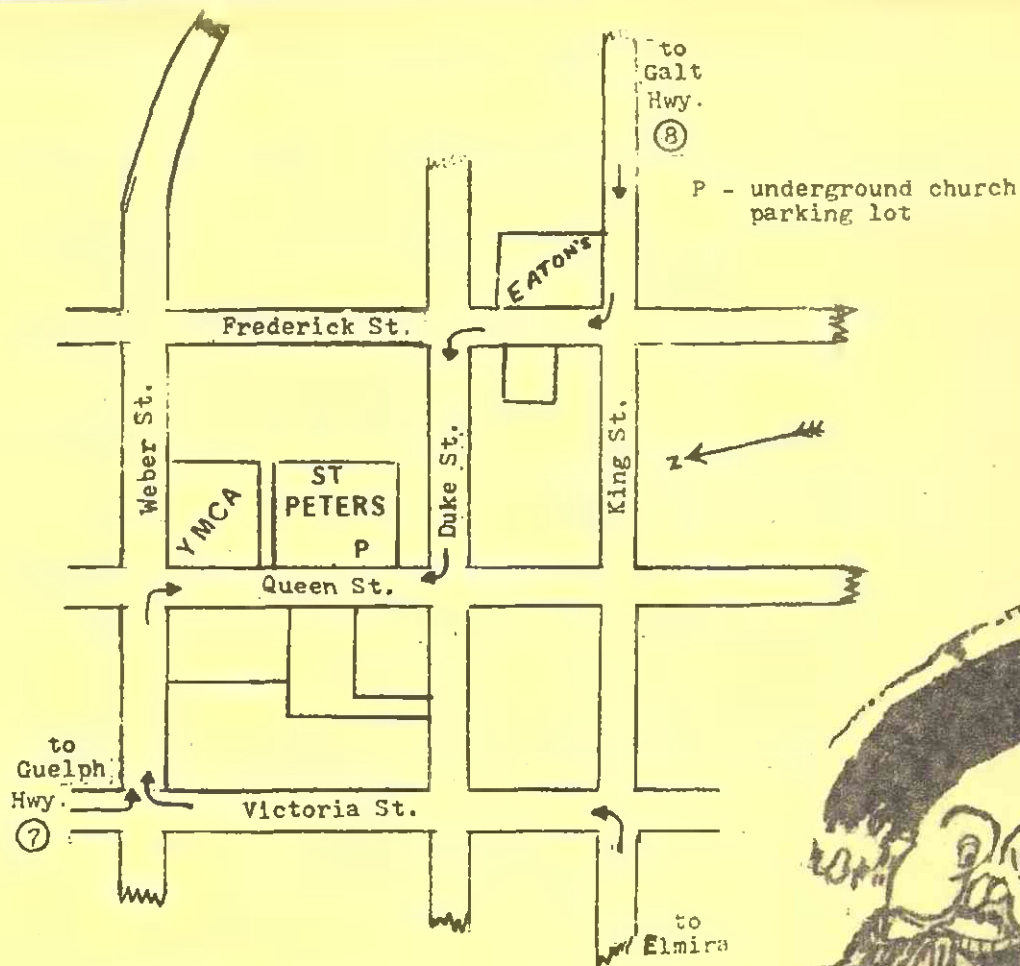 to
Galt
Hwy.
8
P - underground church
parking lot
EATON'S
Frederick St.
Weber St.
Duke St.
King St.
N
YMCA
ST
PETERS
P
Queen St.
to
Guelph
Hwy.
7
Victoria St.
to
Elmira